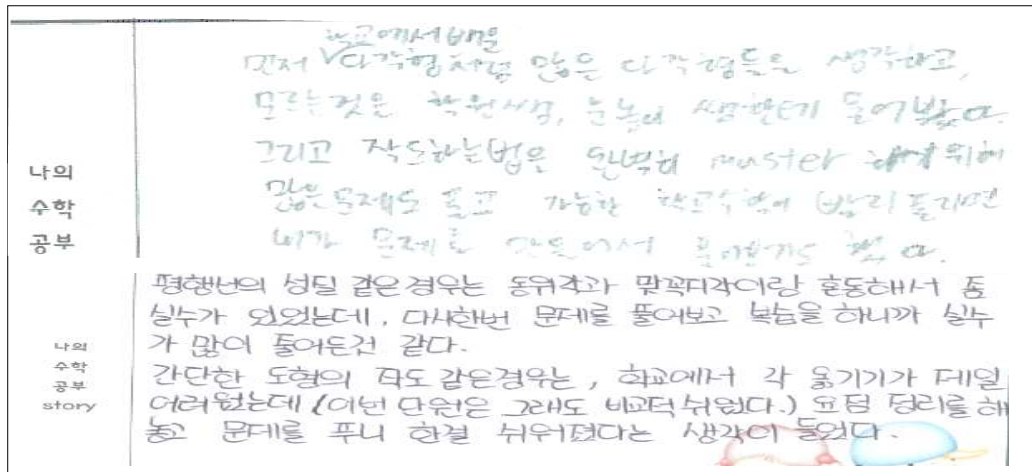 학교에서 배운
먼저 다각형처럼 많은 다각형들을 생각하고,
모르는것은 학원쌤, 눈높이 쌤한테 물어봤다.
그리고 작도하는법은 완벽히 master 하기 위해
많은문제도 풀고 가능한 학교수학이 빨리 풀리면
내가 문제를 만들어서 풀어보기도 했다.
나의
수학
공부
평행선의 성질 같은경우는 동위각과 맞꼭지각이랑 혼동해서 좀
실수가 있었는데, 다시한번 문제를 풀어보고 복습을 하니까 실수
가 많이 줄어든것 같다.
간단한 도형의 작도 같은경우는, 학교에서 각 옮기기가 제일
어려웠는데 (이번 단원은 그래도 비교적 쉬웠다.) 요점 정리를 해
놓고 문제를 푸니 한결 쉬워졌다는 생각이 들었다.
나의
수학
공부
story